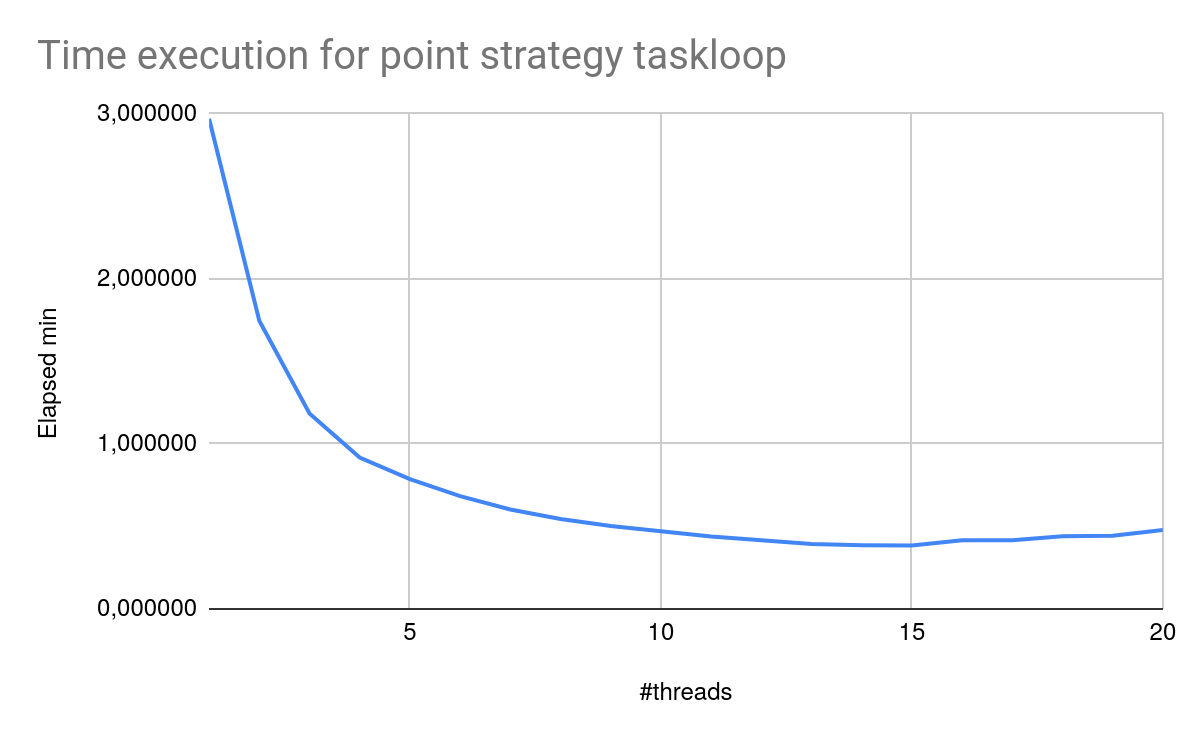 Time execution for point strategy taskloop
3,000000
2,000000
1,000000
0,000000
Elapsed min
5 10 15 20
#threads